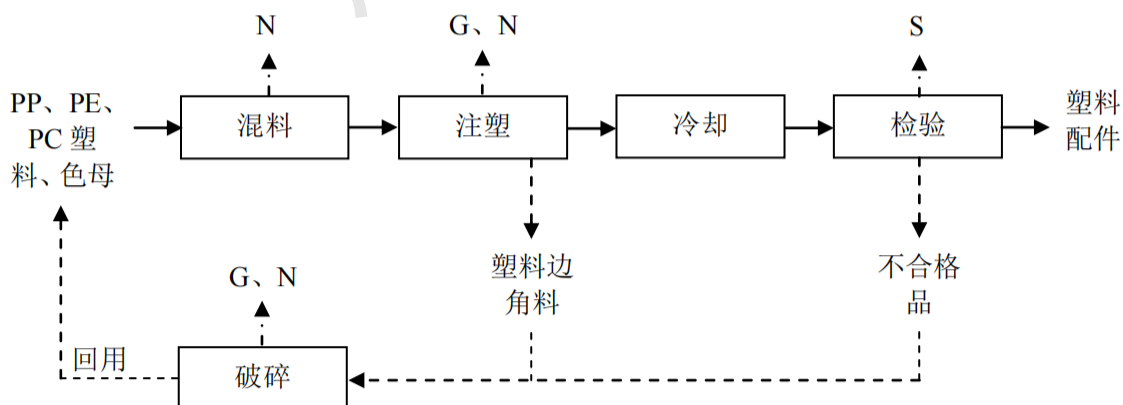 N
G、N
S
PP、PE、
PC 塑
料、色母
混料
注塑
冷却
检验
塑料
配件
塑料边
角料
不合格
品
G、N
回用
破碎